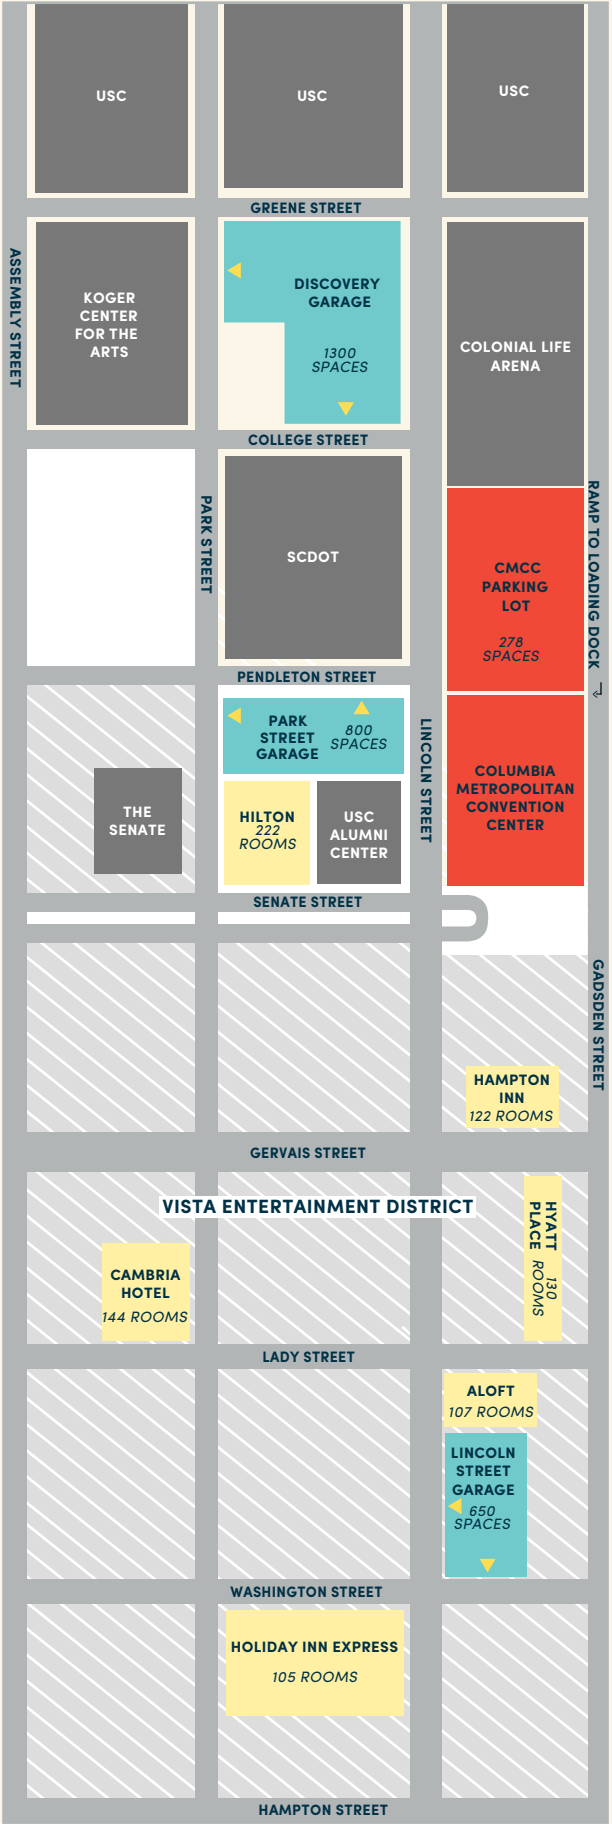 USC
USC
USC
GREENE STREET
ASSEMBLY STREET
KOGER
CENTER
FOR THE
ARTS
DISCOVERY
GARAGE
1300
SPACES
COLONIAL LIFE
ARENA
COLLEGE STREET
PARK STREET
SCDOT
CMCC
PARKING
LOT
278
SPACES
RAMP TO LOADING DOCK
PENDLETON STREET
PARK
STREET
GARAGE
800
SPACES
LINCOLN STREET
THE
SENATE
HILTON
222
ROOMS
USC
ALUMNI
CENTER
COLUMBIA
METROPOLITAN
CONVENTION
CENTER
SENATE STREET
GADSDEN STREET
HAMPTON
INN
122 ROOMS
GERVAIS STREET
VISTA ENTERTAINMENT DISTRICT
HYATT
PLACE
130
ROOMS
CAMBRIA
HOTEL
144 ROOMS
LADY STREET
ALOFT
107 ROOMS
LINCOLN
STREET
GARAGE
650
SPACES
WASHINGTON STREET
HOLIDAY INN EXPRESS
105 ROOMS
HAMPTON STREET